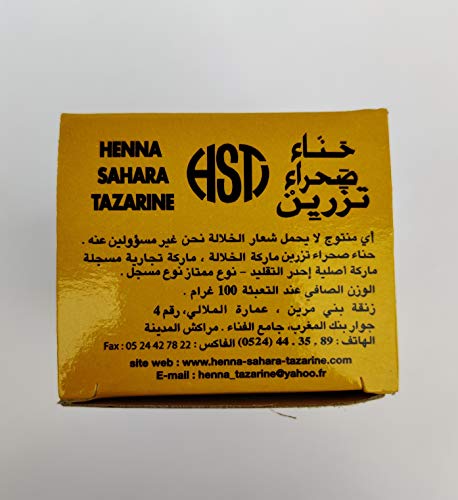 HENNA
SAHARA
TAZARINE
HST
حناء
صحراء
تزرين
أي منتوج لا يحمل شعار الخلالة نحن غير مسؤولين عنه .
حناء صحراء تزرين ماركة الخلالة ، ماركة تجارية مسجلة
ماركة أصلية إحدر التقليد - نوع ممتاز نوع مسجل .
الوزن الصافي عند التعبئة 100 غرام .
زنقة بني مرين ، عمارة الملالي، رقم 4
جوار بنك المغرب، جامع الفناء . مراكش المدينة
الهاتف: 89 .35 .44 (0524) الفاكس: Fax : 05 24 42 78 22
site web : www.henna-sahara-tazarine.com
E-mail : henna_tazarine@yahoo.fr